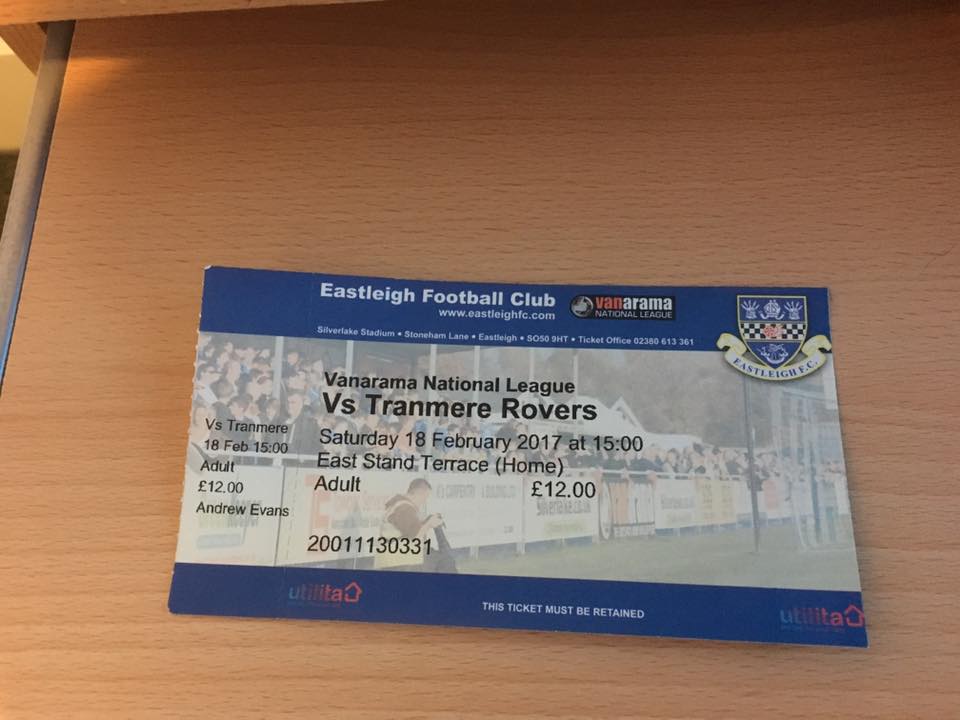 Eastleigh Football Club
www.eastleighfc.com
vanarama
NATIONAL LEAGUE
Silverlake Stadium • Stoneham Lane • Eastleigh • SO50 9HT • Ticket Office 02380 613 361
EASTLEIGH F.C.
Vanarama National League
Vs Tranmere Rovers
Saturday 18 February 2017 at 15:00
East Stand Terrace (Home)
Adult £12.00
20011130331
Vs Tranmere
18 Feb 15:00
Adult
£12.00
Andrew Evans
utilita
THIS TICKET MUST BE RETAINED
utilita